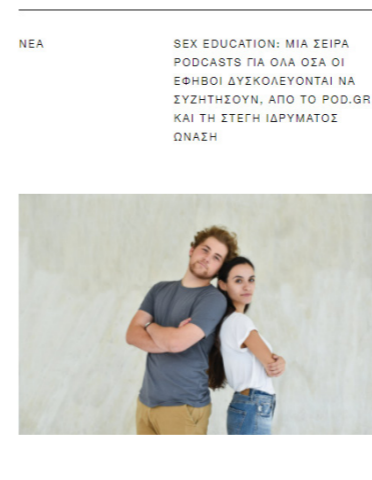 ΝΕΑ
SEX EDUCATION: ΜΙΑ ΣΕΙΡΑ
PODCASTS ΓΙΑ ΟΛΑ ΟΣΑ ΟΙ
ΕΦΗΒΟΙ ΔΥΣΚΟΛΕΥΟΝΤΑΙ ΝΑ
ΣΥΖΗΤΗΣΟΥΝ, ΑΠΟ ΤΟ POD.GR
ΚΑΙ ΤΗ ΣΤΕΓΗ ΙΔΡΥΜΑΤΟΣ
ΩΝΑΣΗ